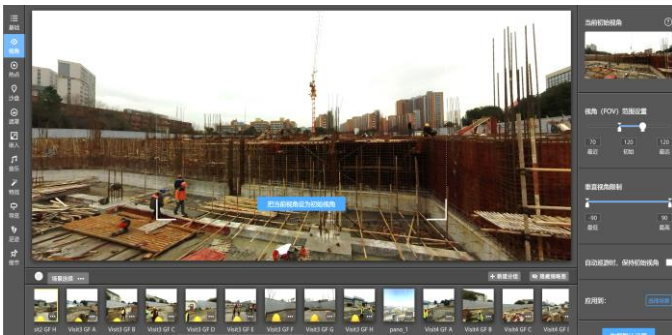 基础
视角
热点
沙盘
遮罩
嵌入
音乐
特效
导览
足迹
细节
把当前视角设为初始视角
场景选择 •••
+ 新建分组
隐藏缩略图
st2 GF H
Visit3 GF A
Visit3 GF B
Visit3 GF C
Visit3 GF D
Visit3 GF E
Visit3 GF F
Visit3 GF G
Visit3 GF H
pano_1
Visit4 GF A
Visit4 GF B
Visit4 GF C
Visit4 GF
当前初始视角
视角（FOV）范围设置
70
120
120
最近
初始
最远
垂直视角限制
-90
90
最低
最高
自动巡游时，保持初始视角
应用到：
选择场景